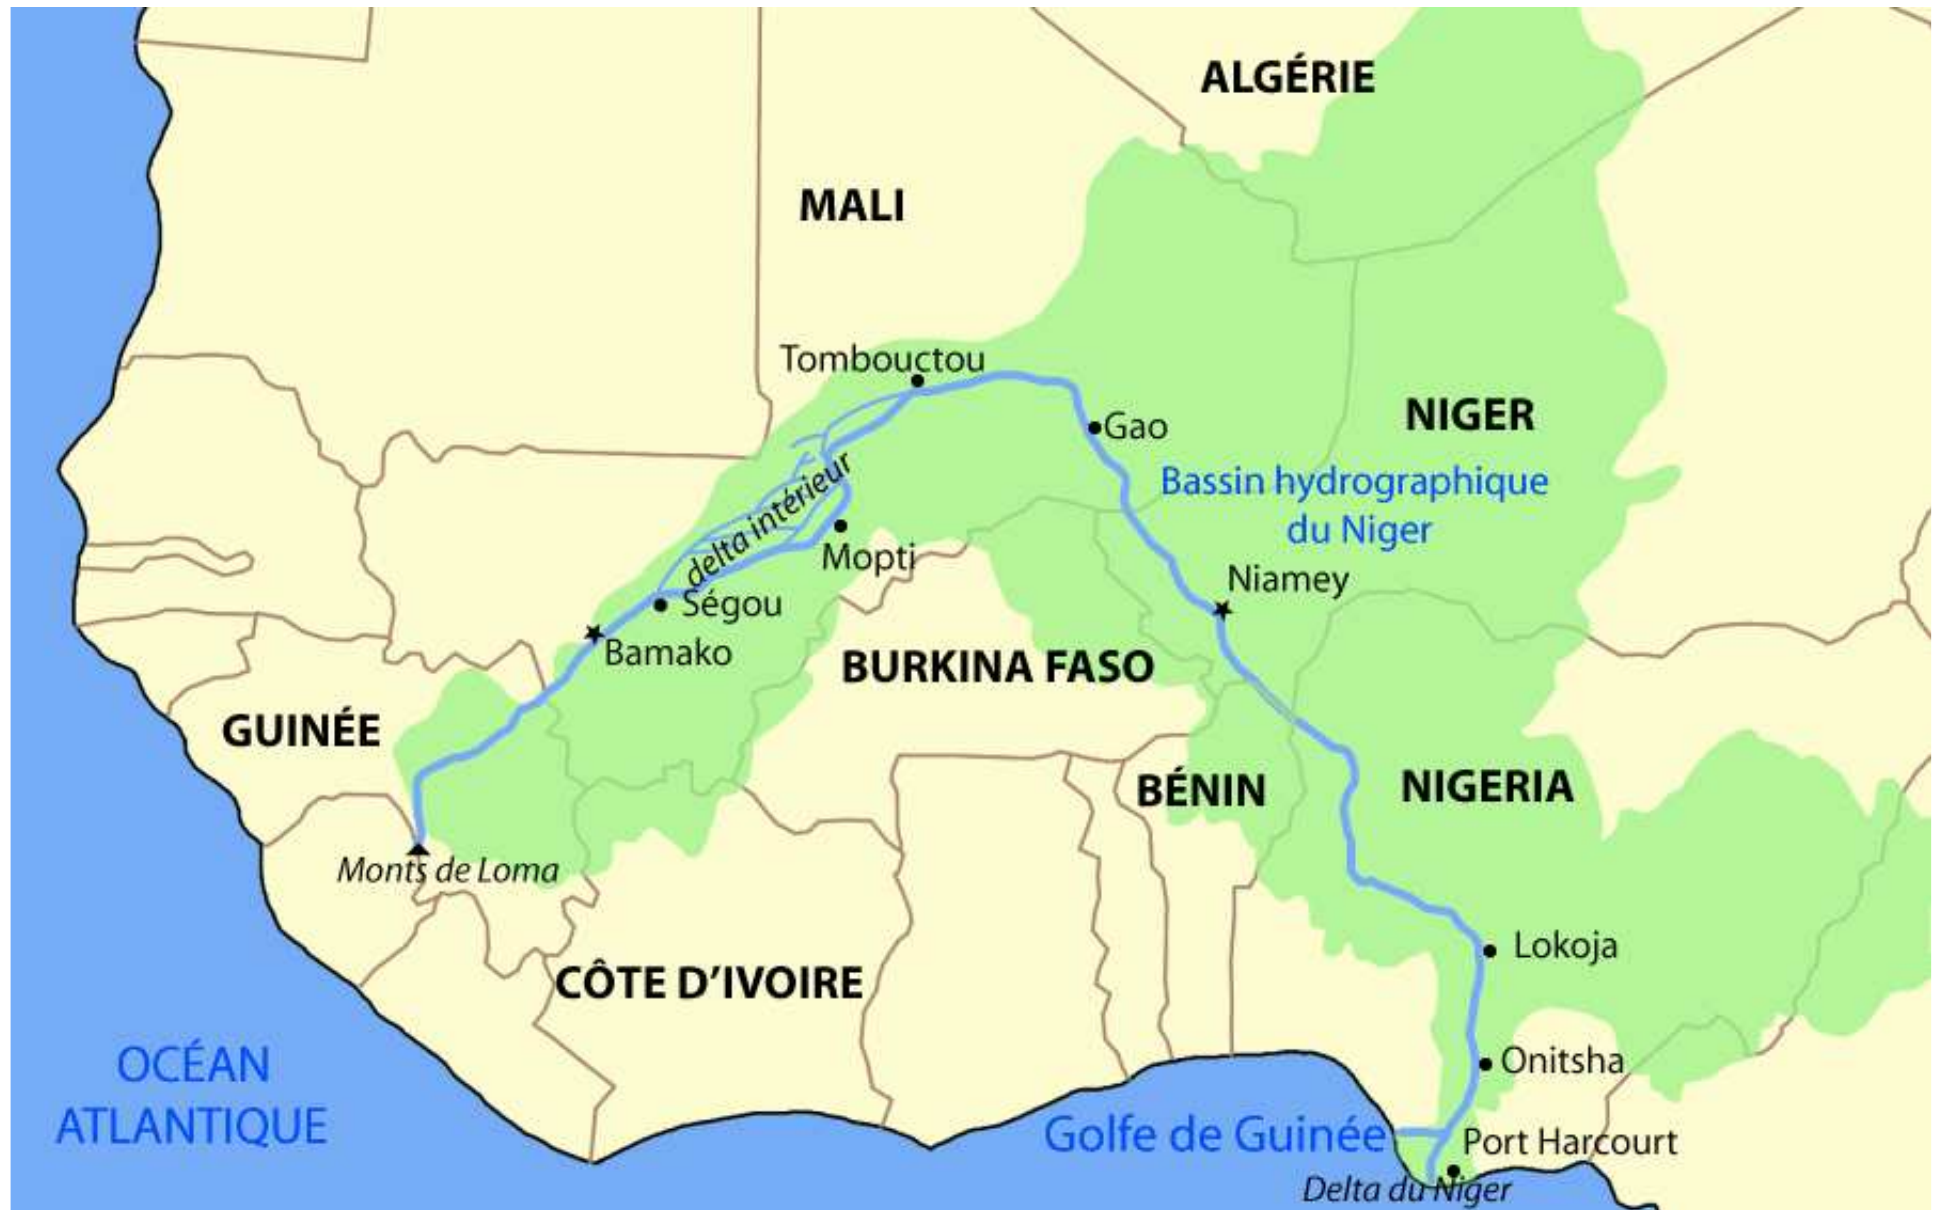 ALGÉRIE
MALI
Tombouctou
Gao
NIGER
Bassin hydrographique
du Niger
delta intérieur
Mopti
Niamey
Ségou
Bamako
BURKINA FASO
GUINÉE
BÉNIN
NIGERIA
Monts de Loma
Lokoja
CÔTE D'IVOIRE
OCÉAN
ATLANTIQUE
Onitsha
Golfe de Guinée
Port Harcourt
Delta du Niger